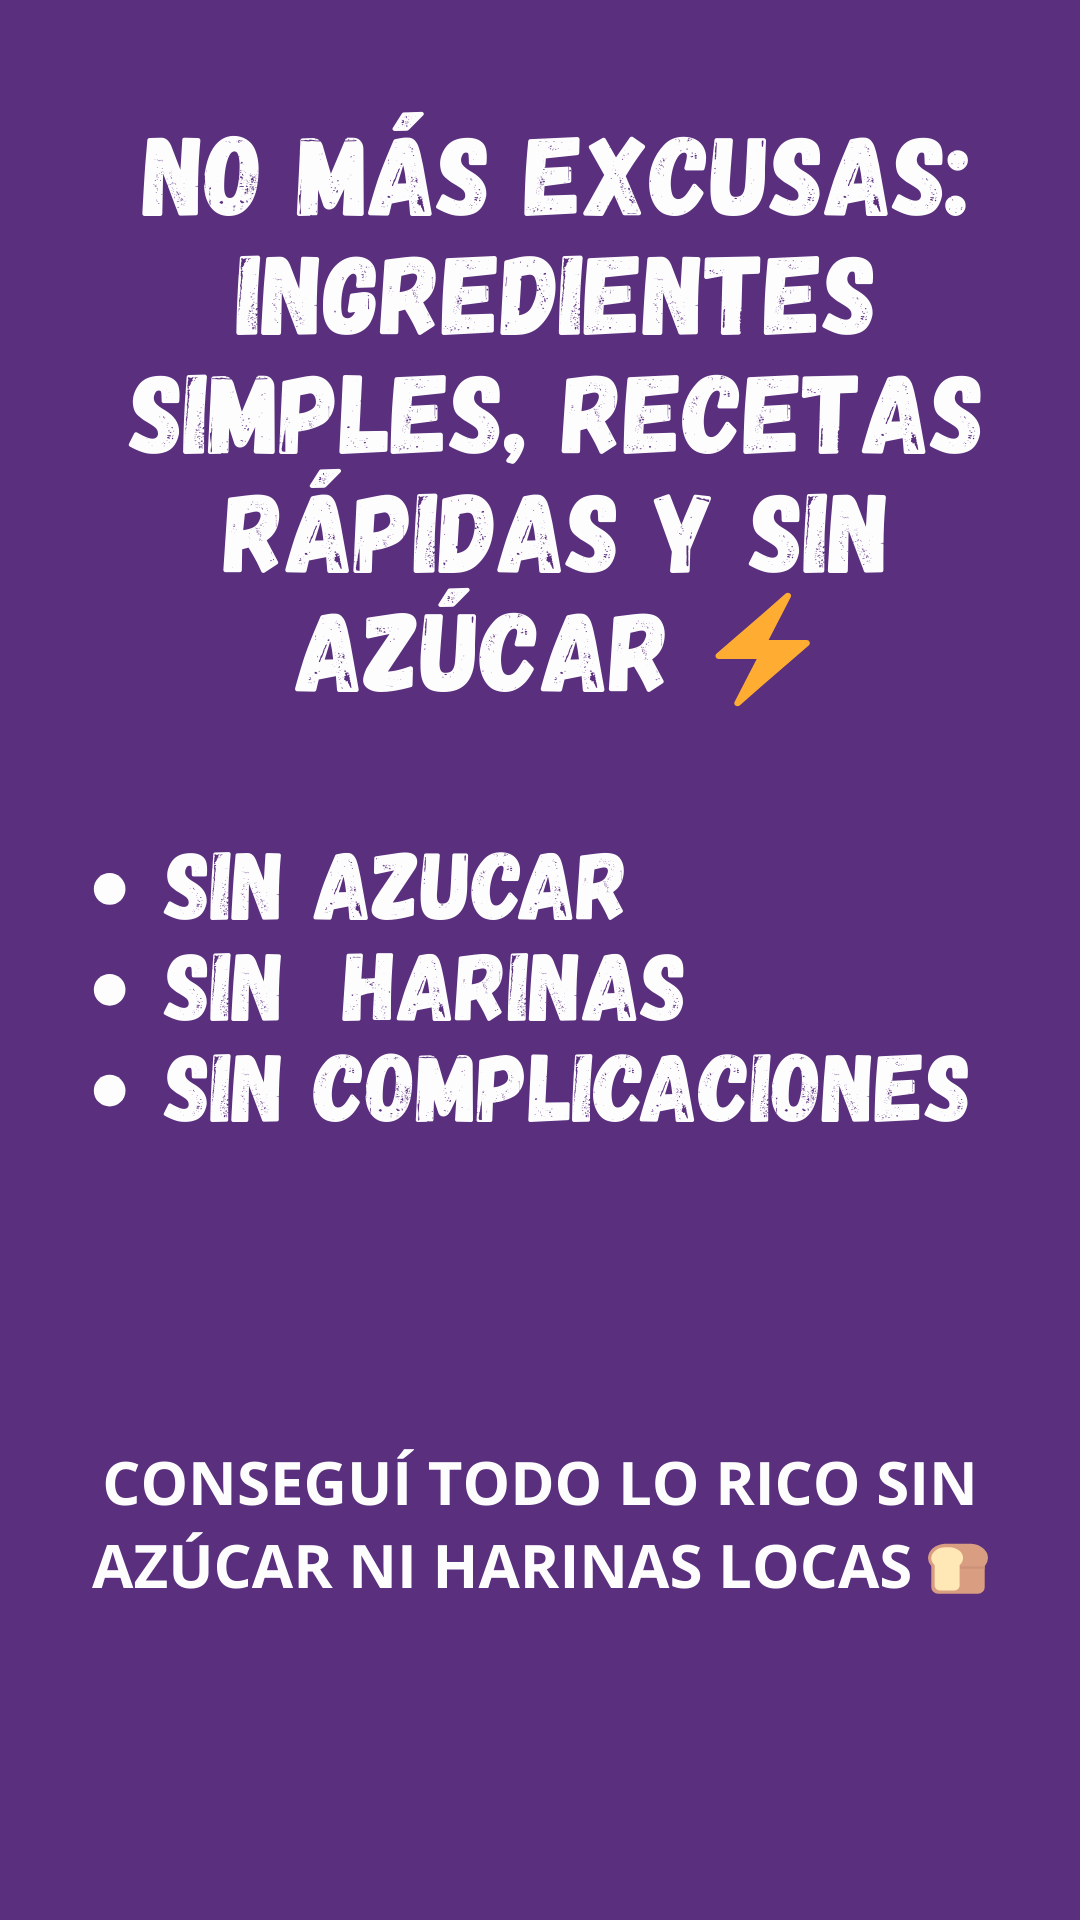 NO MÁS EXCUSAS:
INGREDIENTES
SIMPLES, RECETAS
RÁPIDAS Y SIN
AZÚCAR ⚡
• SIN AZUCAR
• SIN  HARINAS
• SIN COMPLICACIONES
CONSEGUÍ TODO LO RICO SIN
AZÚCAR NI HARINAS LOCAS 🍞